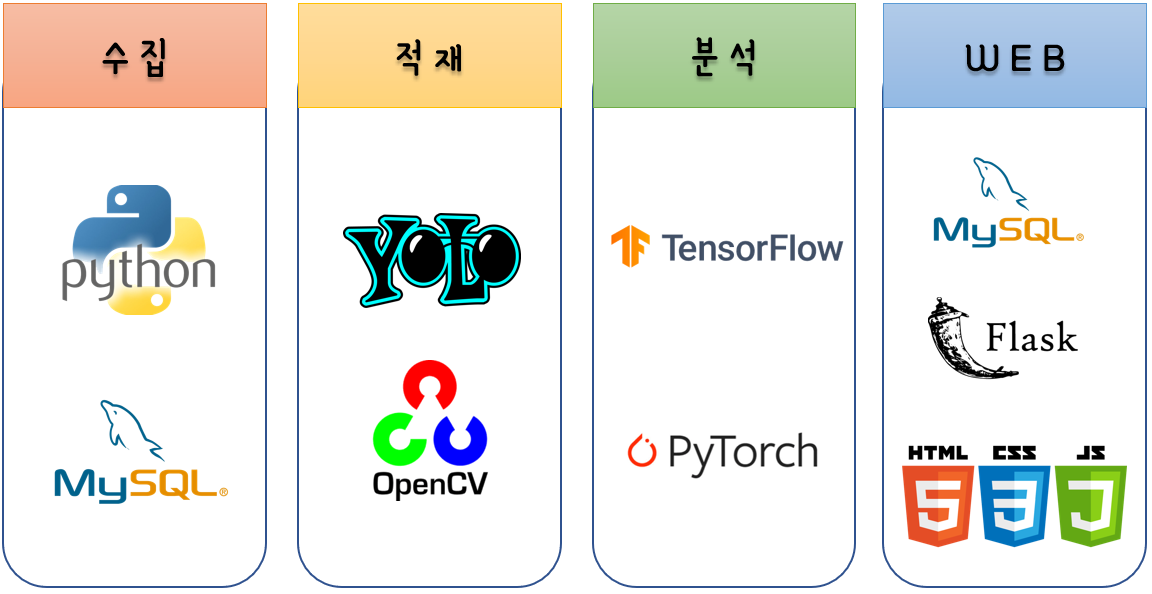 수집
적재
분석
WEB
python
MySQL®
YOLO
OpenCV
TensorFlow
PyTorch
MySQL®
Flask
HTML CSS JS
5 3 J